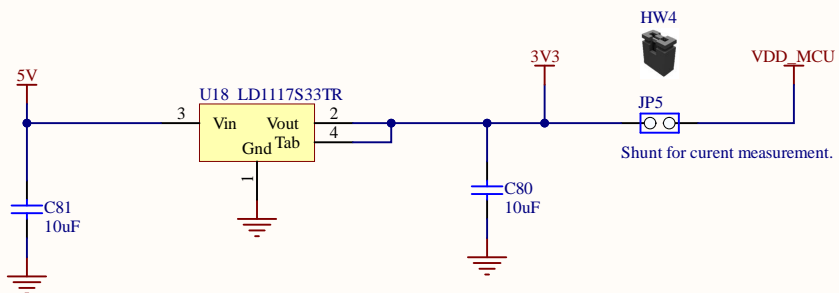 HW4
5V
3V3
VDD_MCU
U18 LD1117S33TR
JP5
3
Vin
Vout
2
Tab
4
Gnd
1
Shunt for curent measurement.
C81
10uF
C80
10uF